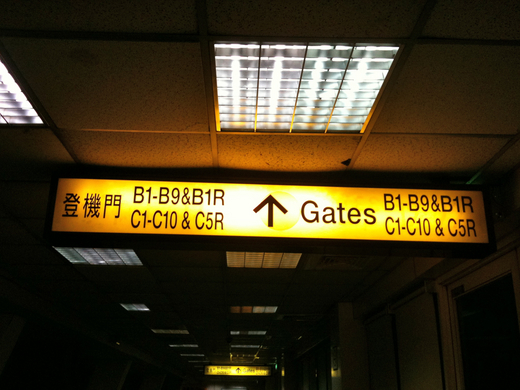 登機門 B1-B9&B1R ↑ Gates B1-B9&B1R
C1-C10 & C5R C1-C10 & C5R